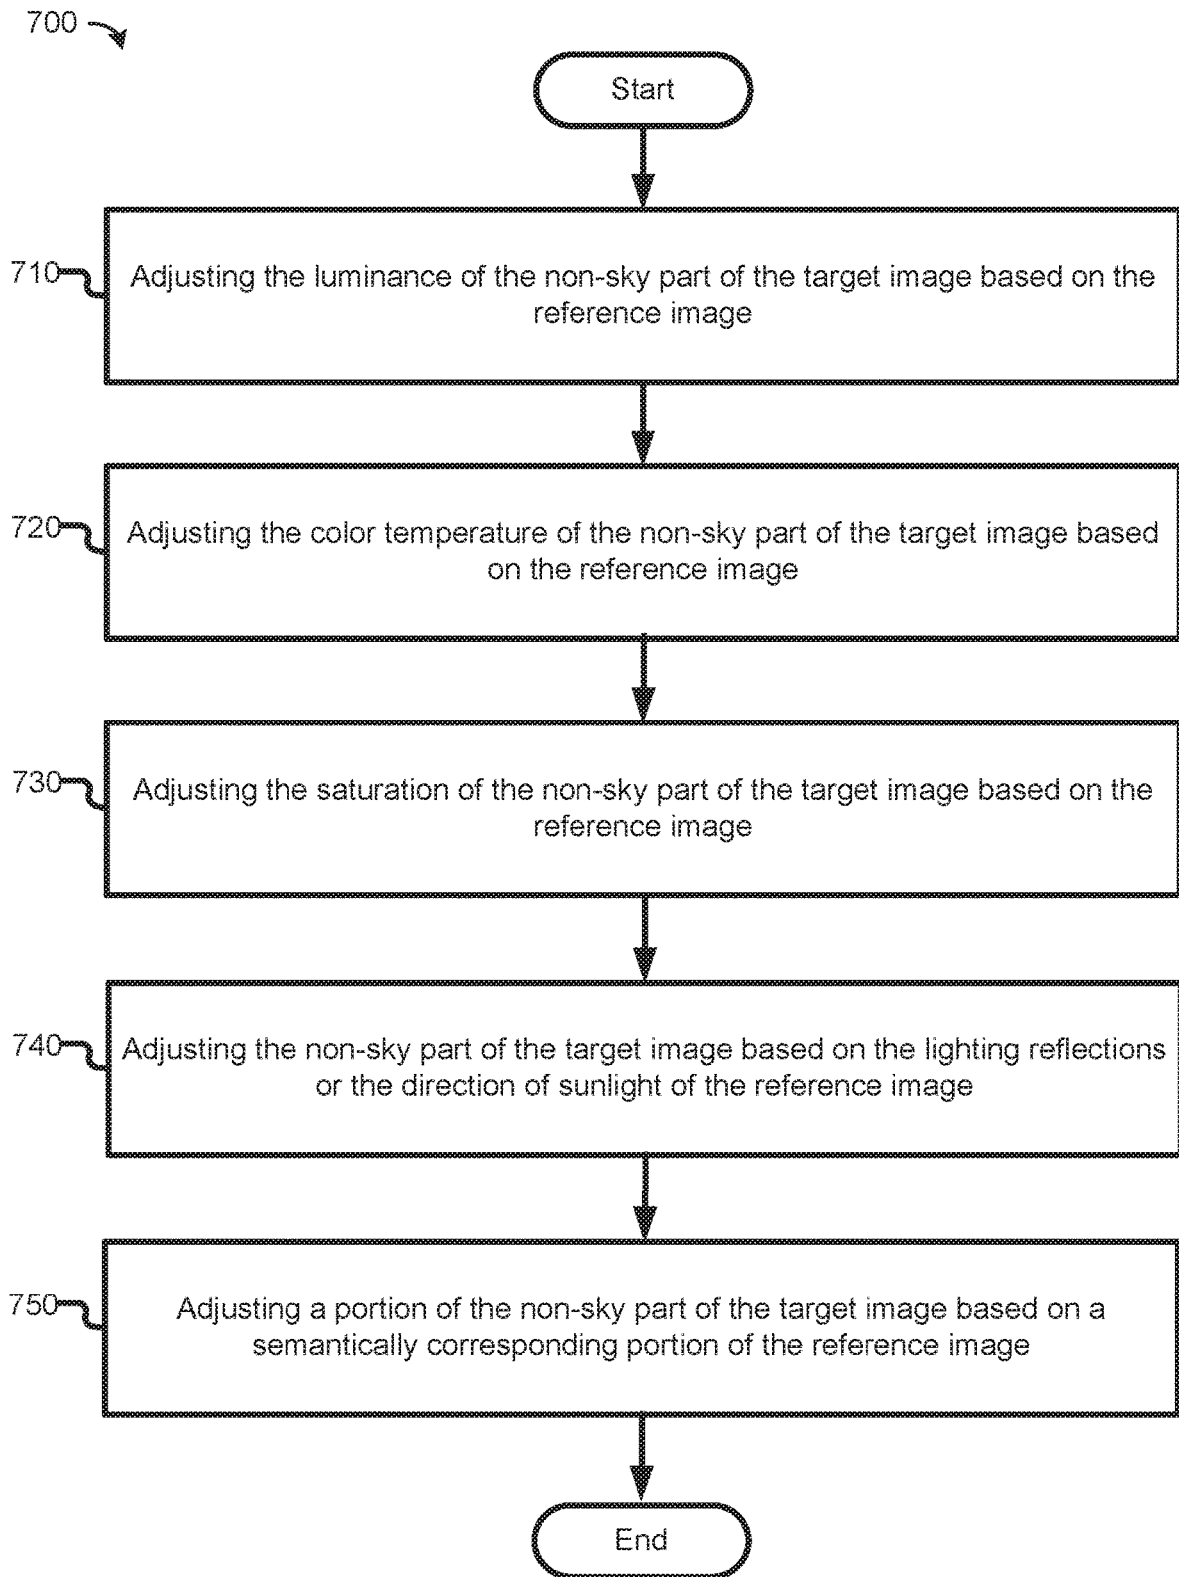 700
Start
710
Adjusting the luminance of the non-sky part of the target image based on the
reference image
720
Adjusting the color temperature of the non-sky part of the target image based
on the reference image
730
Adjusting the saturation of the non-sky part of the target image based on the
reference image
740
Adjusting the non-sky part of the target image based on the lighting reflections
or the direction of sunlight of the reference image
750
Adjusting a portion of the non-sky part of the target image based on a
semantically corresponding portion of the reference image
End